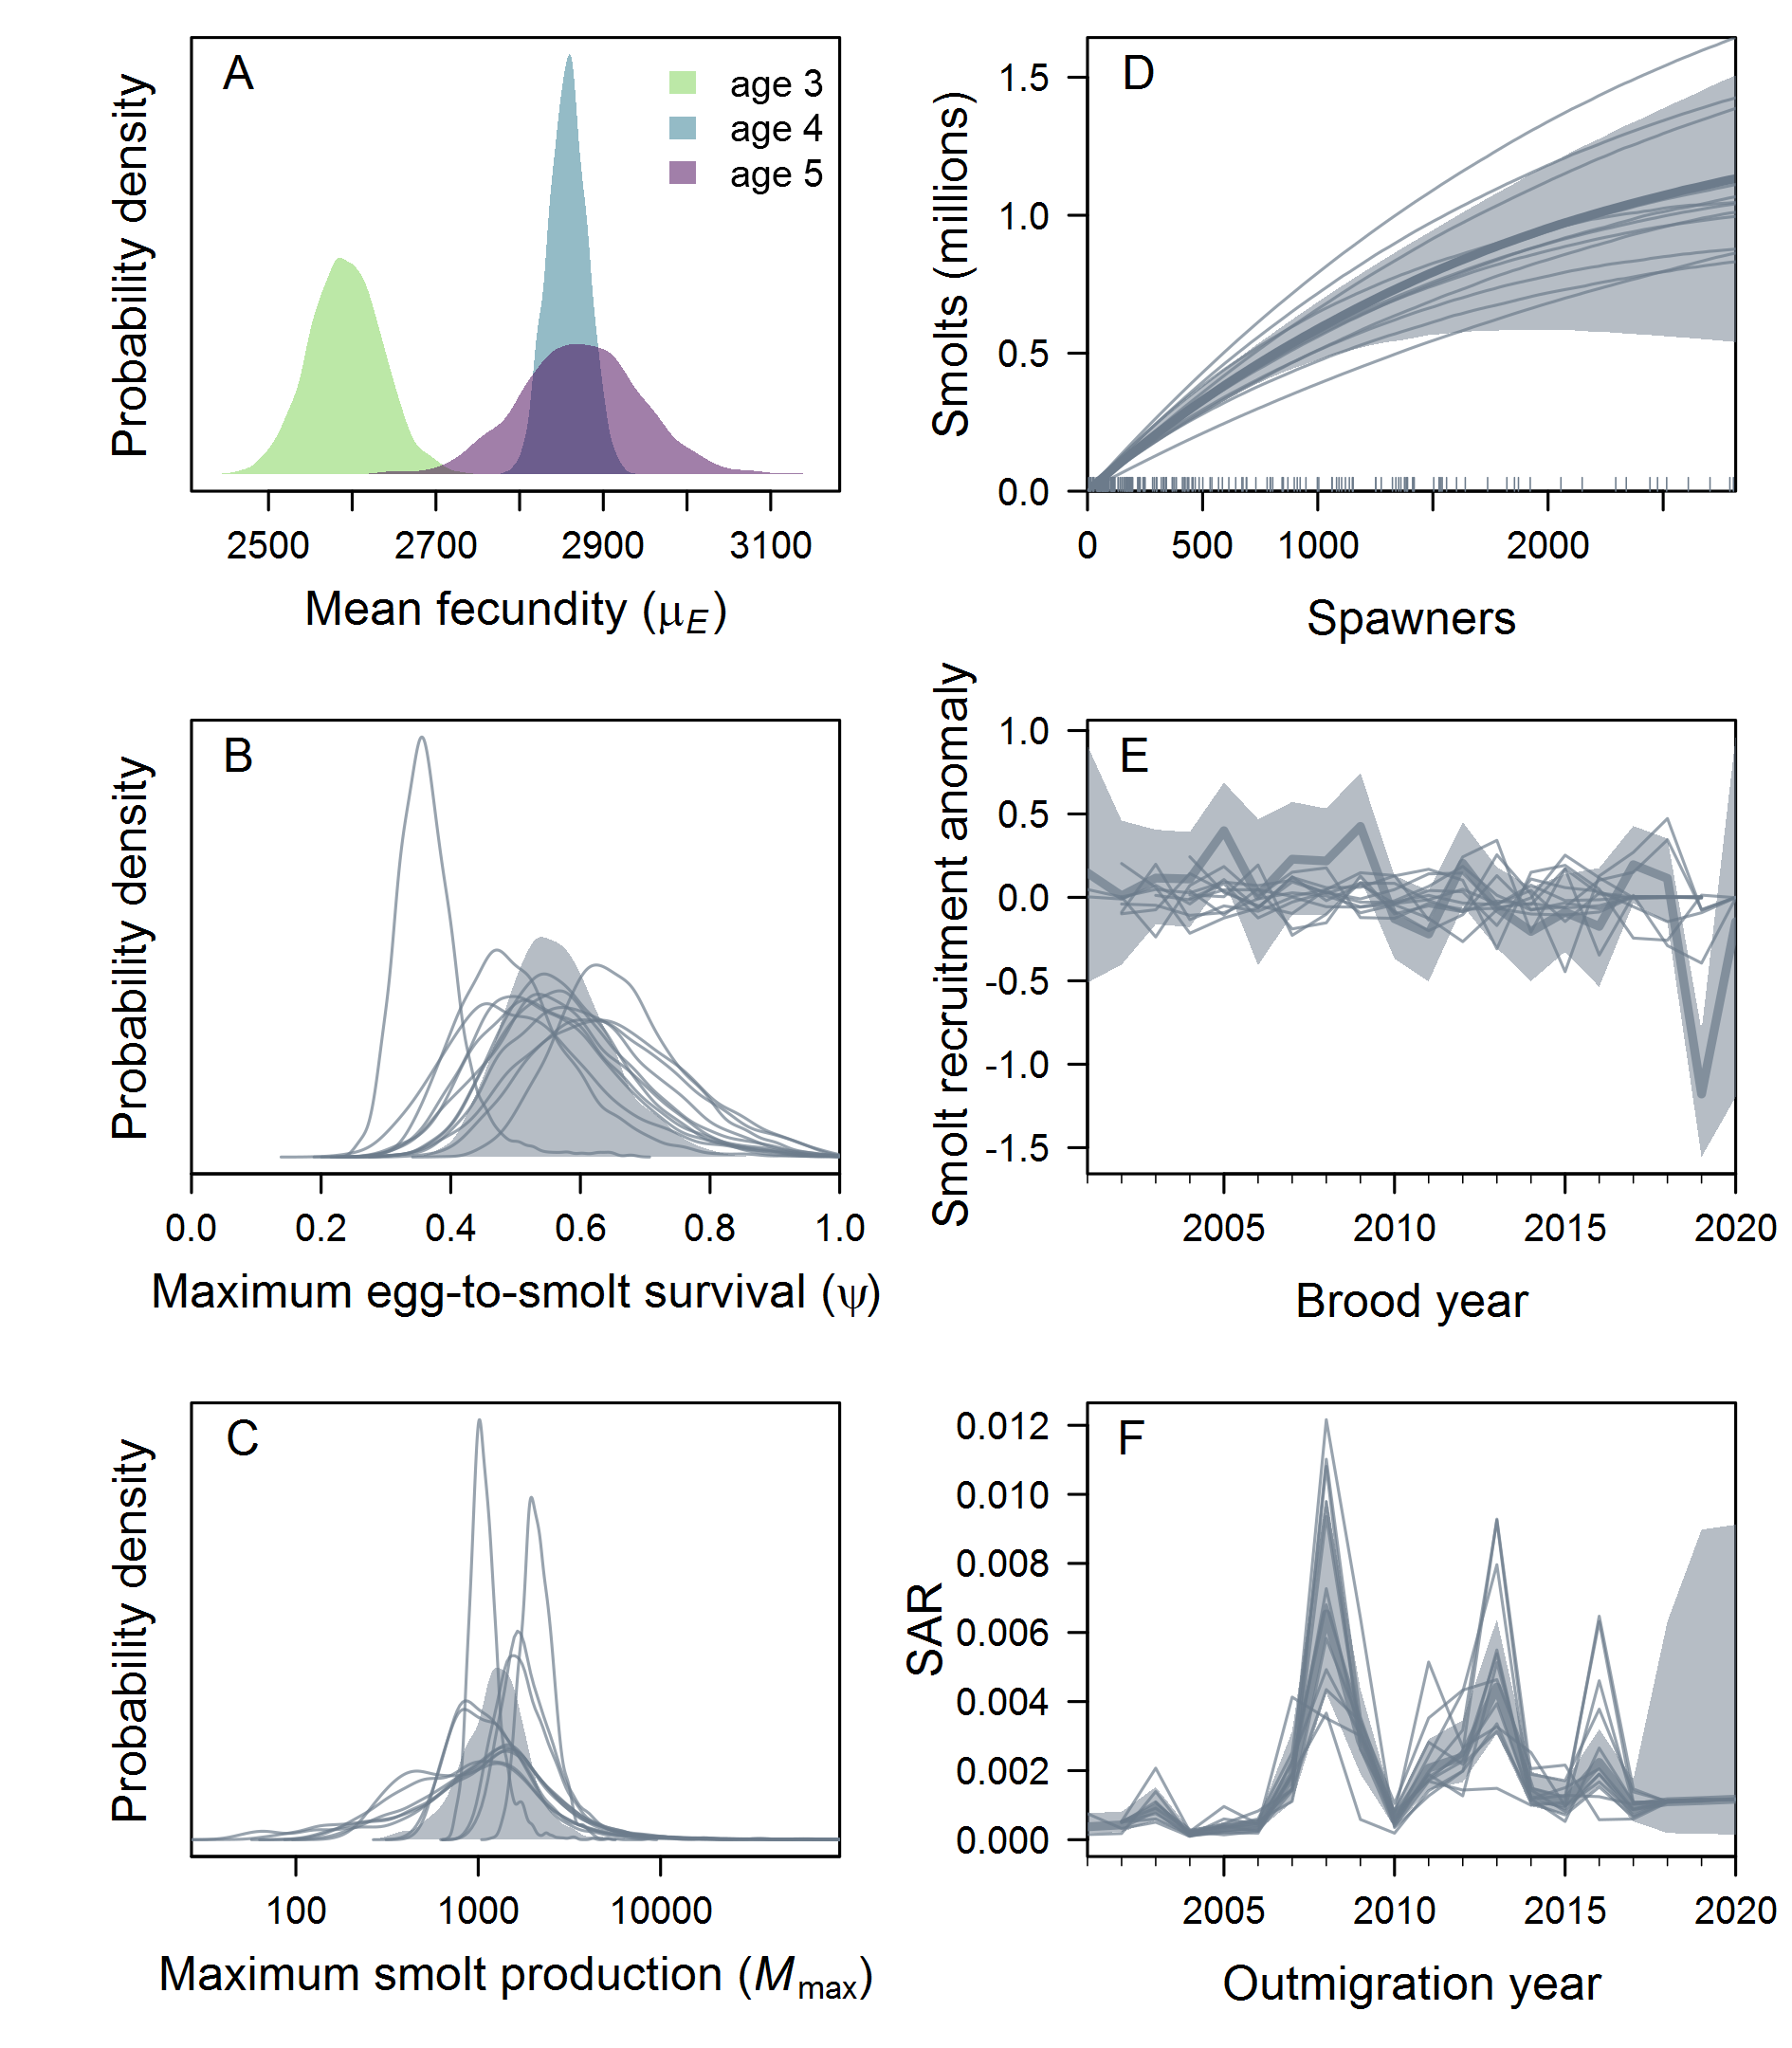 A
age 3
age 4
age 5
Probability density
2500 2700 2900 3100
Mean fecundity (μE)
B
Probability density
0.0 0.2 0.4 0.6 0.8 1.0
Maximum egg-to-smolt survival (ψ)
C
Probability density
100 1000 10000
Maximum smolt production (Mmax)
D
Smolts (millions)
1.5
1.0
0.5
0.0
0 500 1000 2000
Spawners
E
Smolt recruitment anomaly
1.0
0.5
0.0
-0.5
-1.0
-1.5
2005 2010 2015 2020
Brood year
F
SAR
0.012
0.010
0.008
0.006
0.004
0.002
0.000
2005 2010 2015 2020
Outmigration year